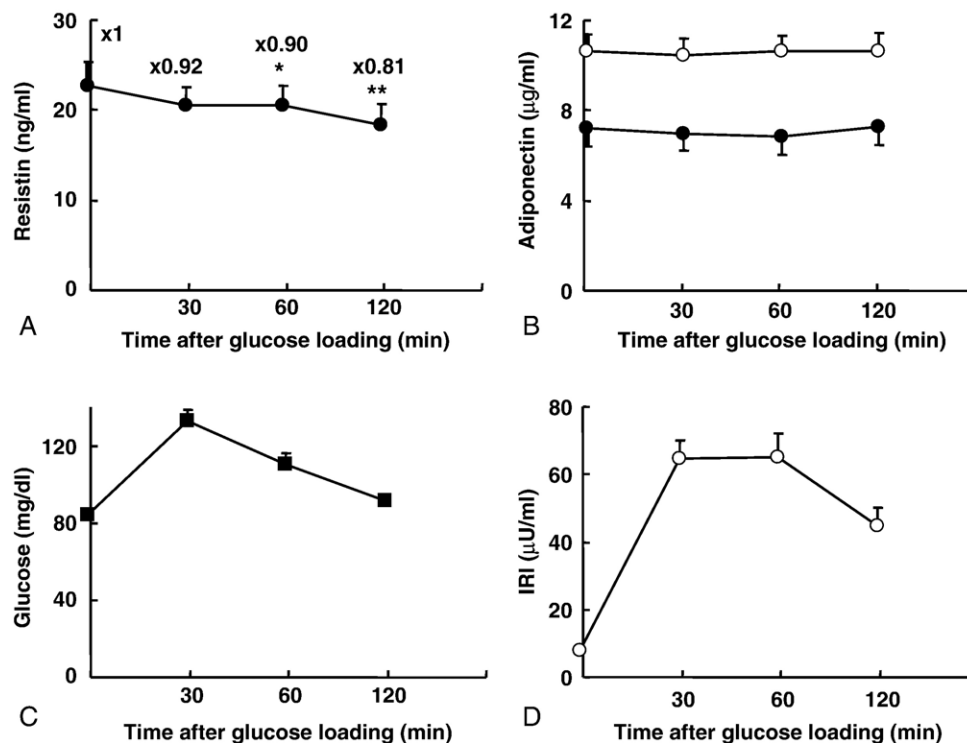 30
20
10
0
Resistin (ng/ml)
x1
x0.92
x0.90
*
x0.81
**
30 60 120
A
Time after glucose loading (min)
12
8
4
0
Adiponectin (μg/ml)
30 60 120
B
Time after glucose loading (min)
120
80
40
0
Glucose (mg/dl)
30 60 120
C
Time after glucose loading (min)
80
60
40
20
0
IRI (μU/ml)
30 60 120
D
Time after glucose loading (min)